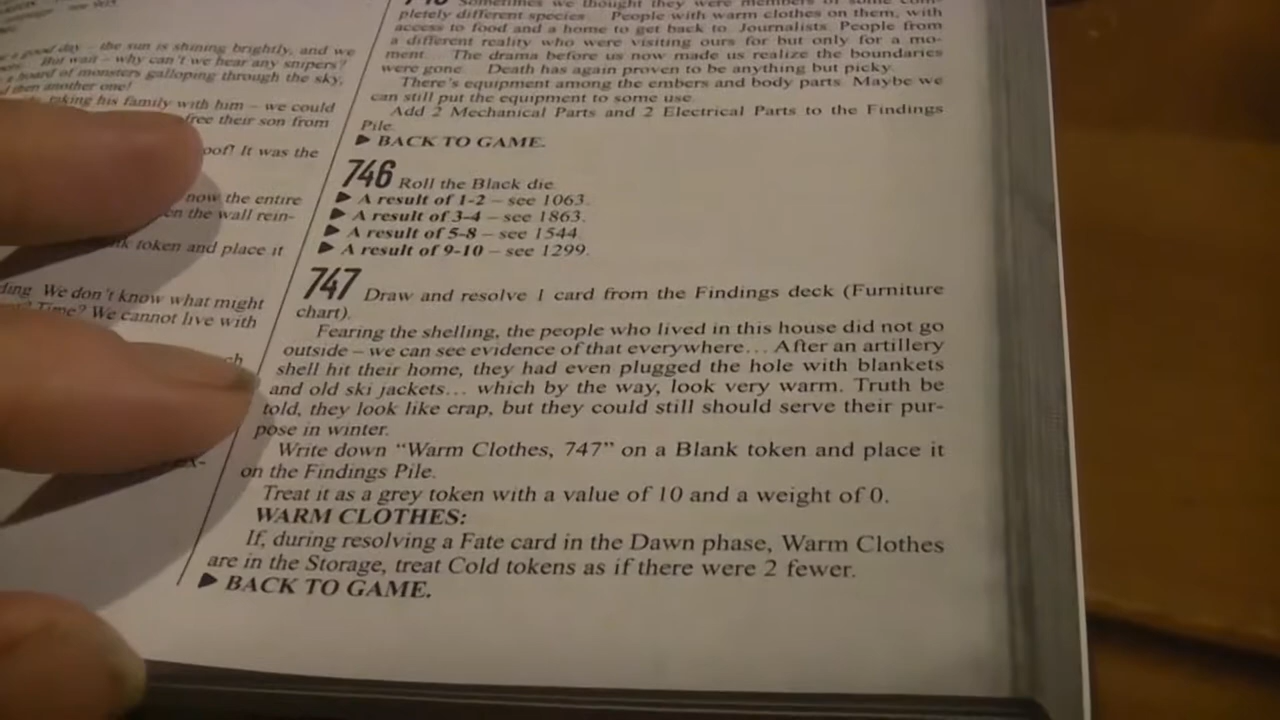 a good day – the sun is shining brightly, and we
But wait – why can't we hear any snipers?
a hoard of monsters galloping through the sky,
then another one!
taking his family with him – we could
free their son from
oof! It was the
now the entire
en the wall rein-
token and place it
ding. We don't know what might
Time? We cannot live with
Sometimes we thought they were members of some com-
pletely different species. People with warm clothes on them, with
access to food and a home to get back to. Journalists. People from
a different reality who were visiting ours for but only for a mo-
ment. The drama before us now made us realize the boundaries
were gone. Death has again proven to be anything but picky.
There's equipment among the embers and body parts. Maybe we
can still put the equipment to some use.
Add 2 Mechanical Parts and 2 Electrical Parts to the Findings
Pile.
▶ BACK TO GAME.
746 Roll the Black die.
▶ A result of 1-2 – see 1063.
▶ A result of 3-4 – see 1863.
▶ A result of 5-8 – see 1544.
▶ A result of 9-10 – see 1299.
747 Draw and resolve 1 card from the Findings deck (Furniture
chart).
Fearing the shelling, the people who lived in this house did not go
outside – we can see evidence of that everywhere... After an artillery
shell hit their home, they had even plugged the hole with blankets
and old ski jackets... which by the way, look very warm. Truth be
told, they look like crap, but they could still should serve their pur-
pose in winter.
Write down “Warm Clothes, 747” on a Blank token and place it
on the Findings Pile.
Treat it as a grey token with a value of 10 and a weight of 0.
WARM CLOTHES:
If, during resolving a Fate card in the Dawn phase, Warm Clothes
are in the Storage, treat Cold tokens as if there were 2 fewer.
▶ BACK TO GAME.